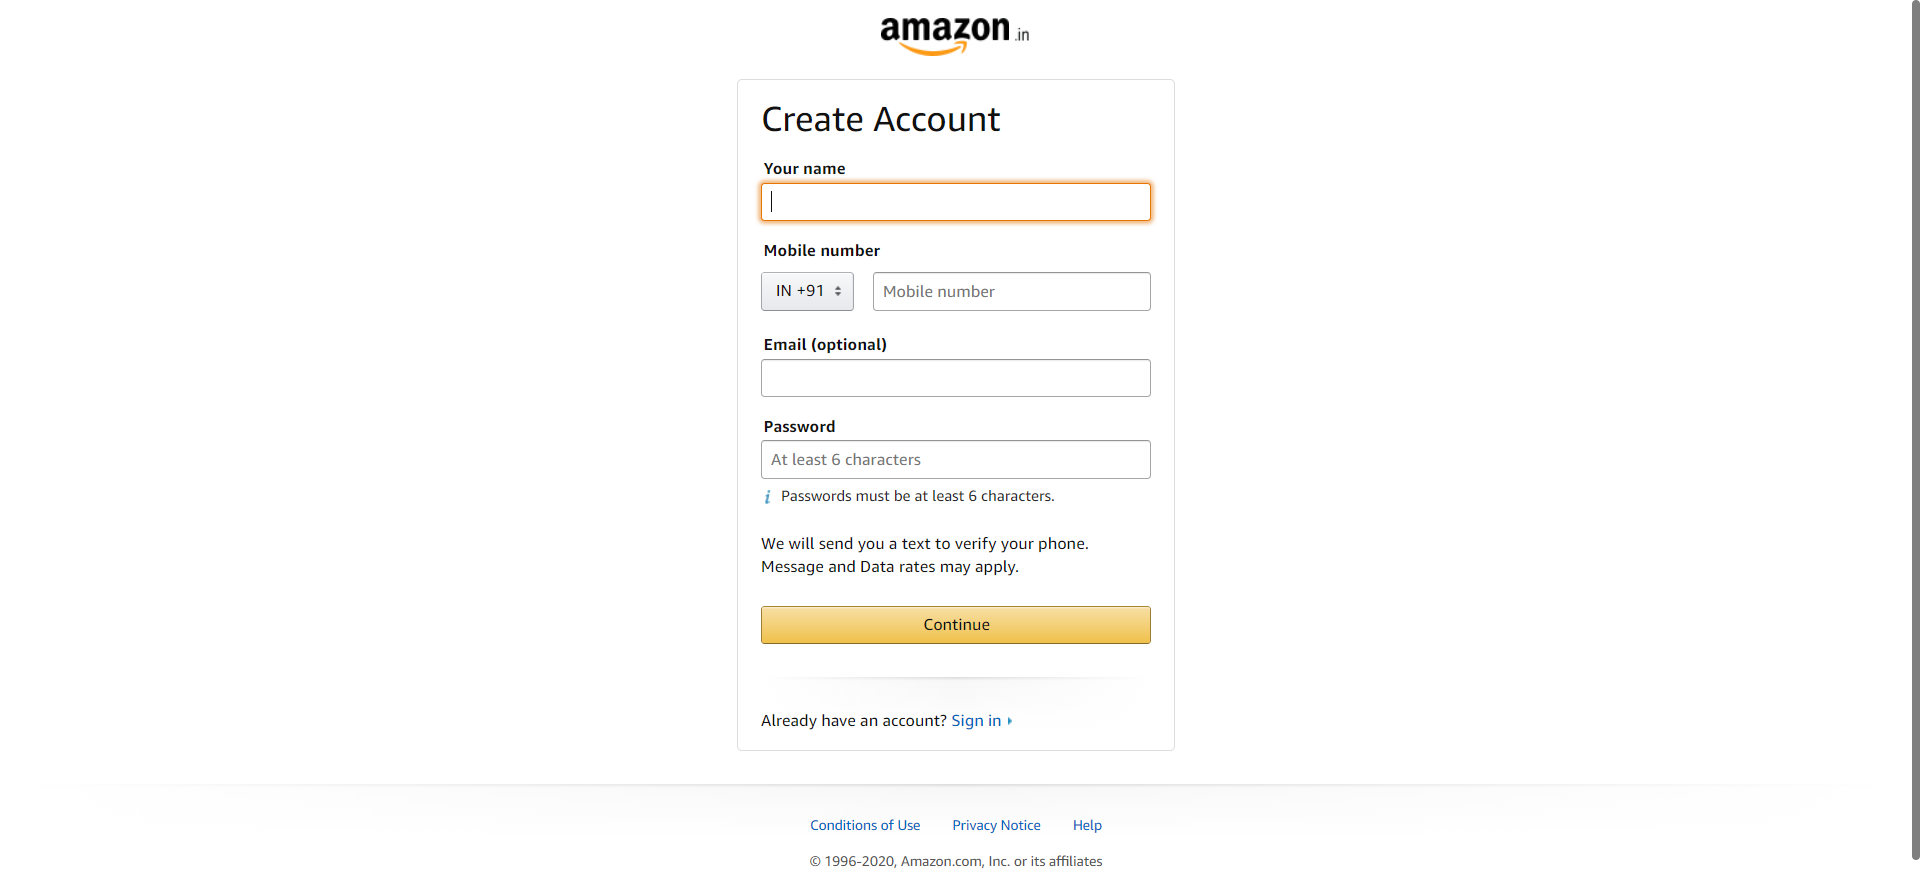 amazon.in
Create Account
Your name
Mobile number
IN +91
Mobile number
Email (optional)
Password
At least 6 characters
i Passwords must be at least 6 characters.
We will send you a text to verify your phone.
Message and Data rates may apply.
Continue
Already have an account? Sign in
Conditions of Use Privacy Notice Help
© 1996-2020, Amazon.com, Inc. or its affiliates